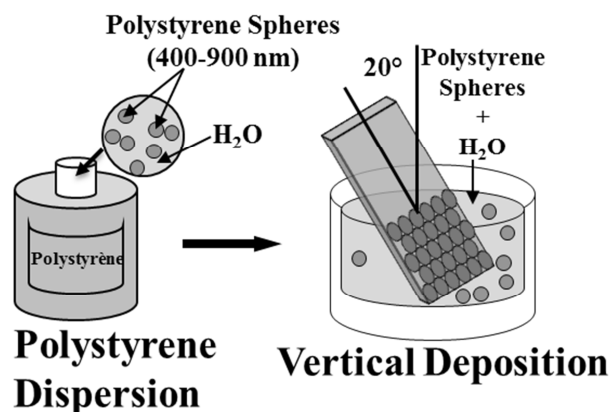 Polystyrene Spheres
(400-900 nm)
H₂O
Polystyrène
Polystyrene
Dispersion
20°
Polystyrene
Spheres
+
H₂O
Vertical Deposition